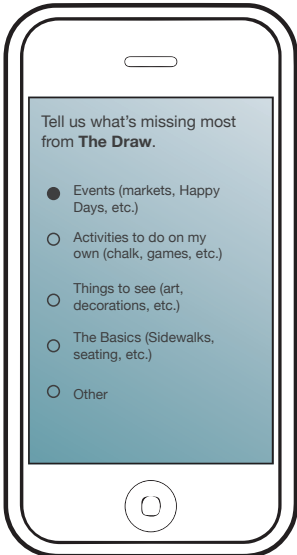 Tell us what's missing most
from The Draw.
Events (markets, Happy
Days, etc.)
Activities to do on my
own (chalk, games, etc.)
Things to see (art,
decorations, etc.)
The Basics (Sidewalks,
seating, etc.)
Other